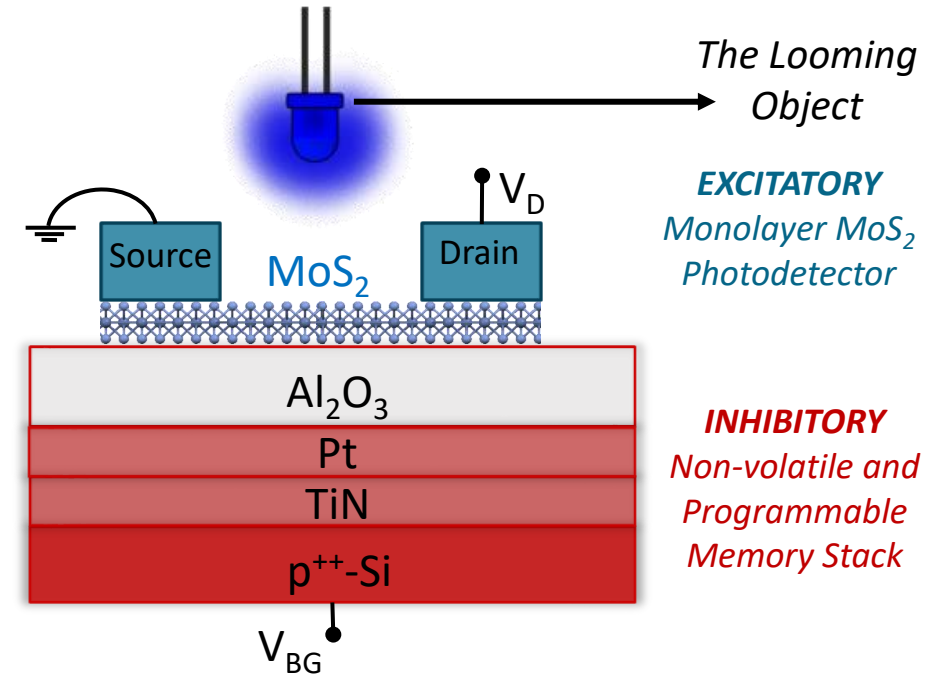 The Looming
Object
V_D
EXCITATORY
Monolayer MoS₂
Photodetector
Source
MoS₂
Drain
Al₂O₃
Pt
TiN
p⁺⁺-Si
V_BG
INHIBITORY
Non-volatile and
Programmable
Memory Stack